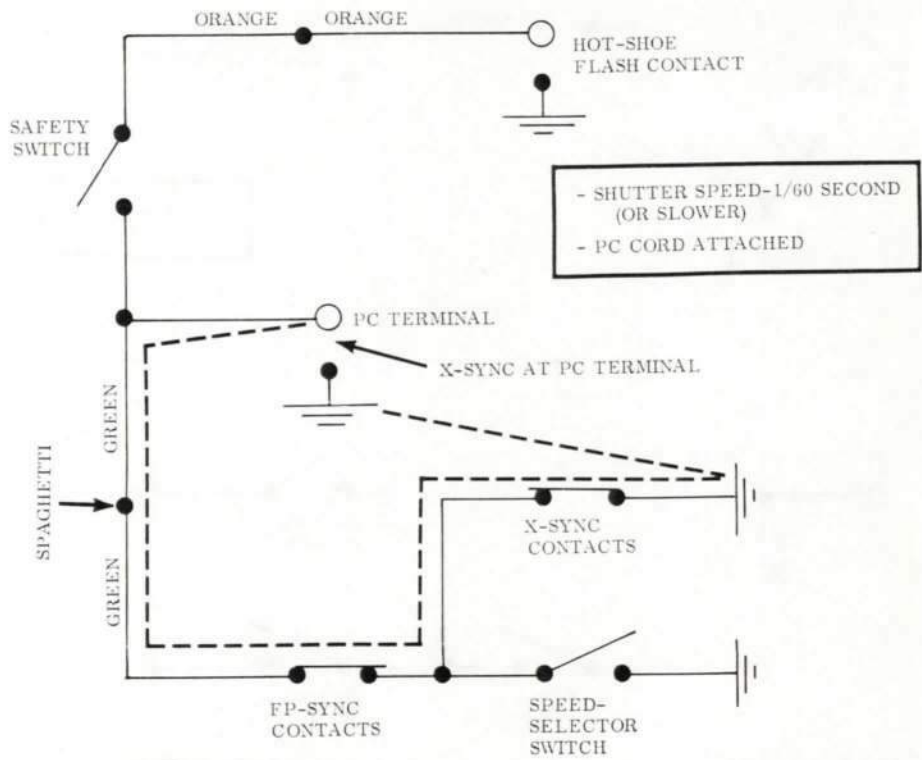 ORANGE ORANGE
HOT-SHOE
FLASH CONTACT
SAFETY
SWITCH
- SHUTTER SPEED-1/60 SECOND
(OR SLOWER)
- PC CORD ATTACHED
PC TERMINAL
X-SYNC AT PC TERMINAL
GREEN
SPAGHETTI
X-SYNC
CONTACTS
GREEN
FP-SYNC
CONTACTS
SPEED-
SELECTOR
SWITCH